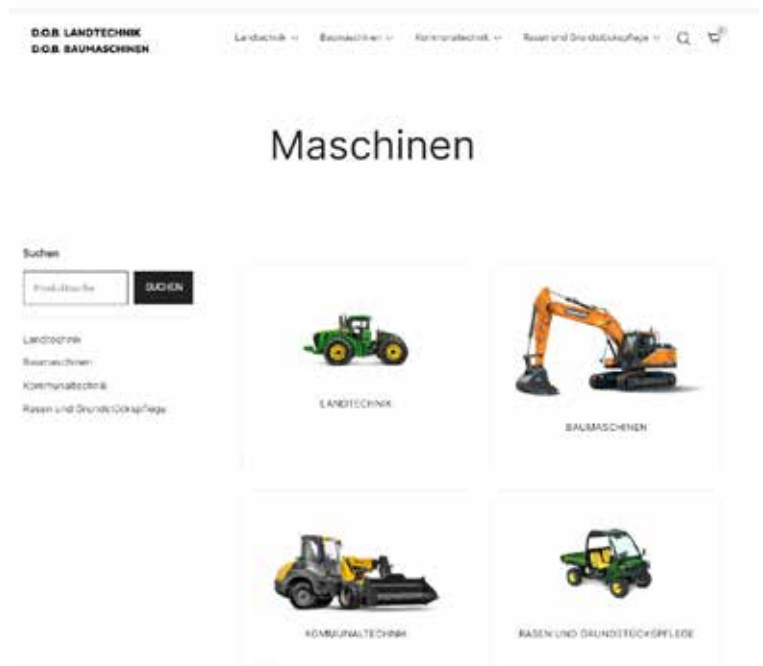 D.O.B. LANDTECHNIK
D.O.B. BAUMASCHINEN
Landtechnik
Baumaschinen
Kommunaltechnik
Rasen und Grundstückspflege
Maschinen
Suchen
Produktsuche
SUCHEN
Landtechnik
Baumaschinen
Kommunaltechnik
Rasen und Grundstückspflege
LANDTECHNIK
BAUMASCHINEN
KOMMUNALTECHNIK
RASEN UND GRUNDSTÜCKSPFLEGE